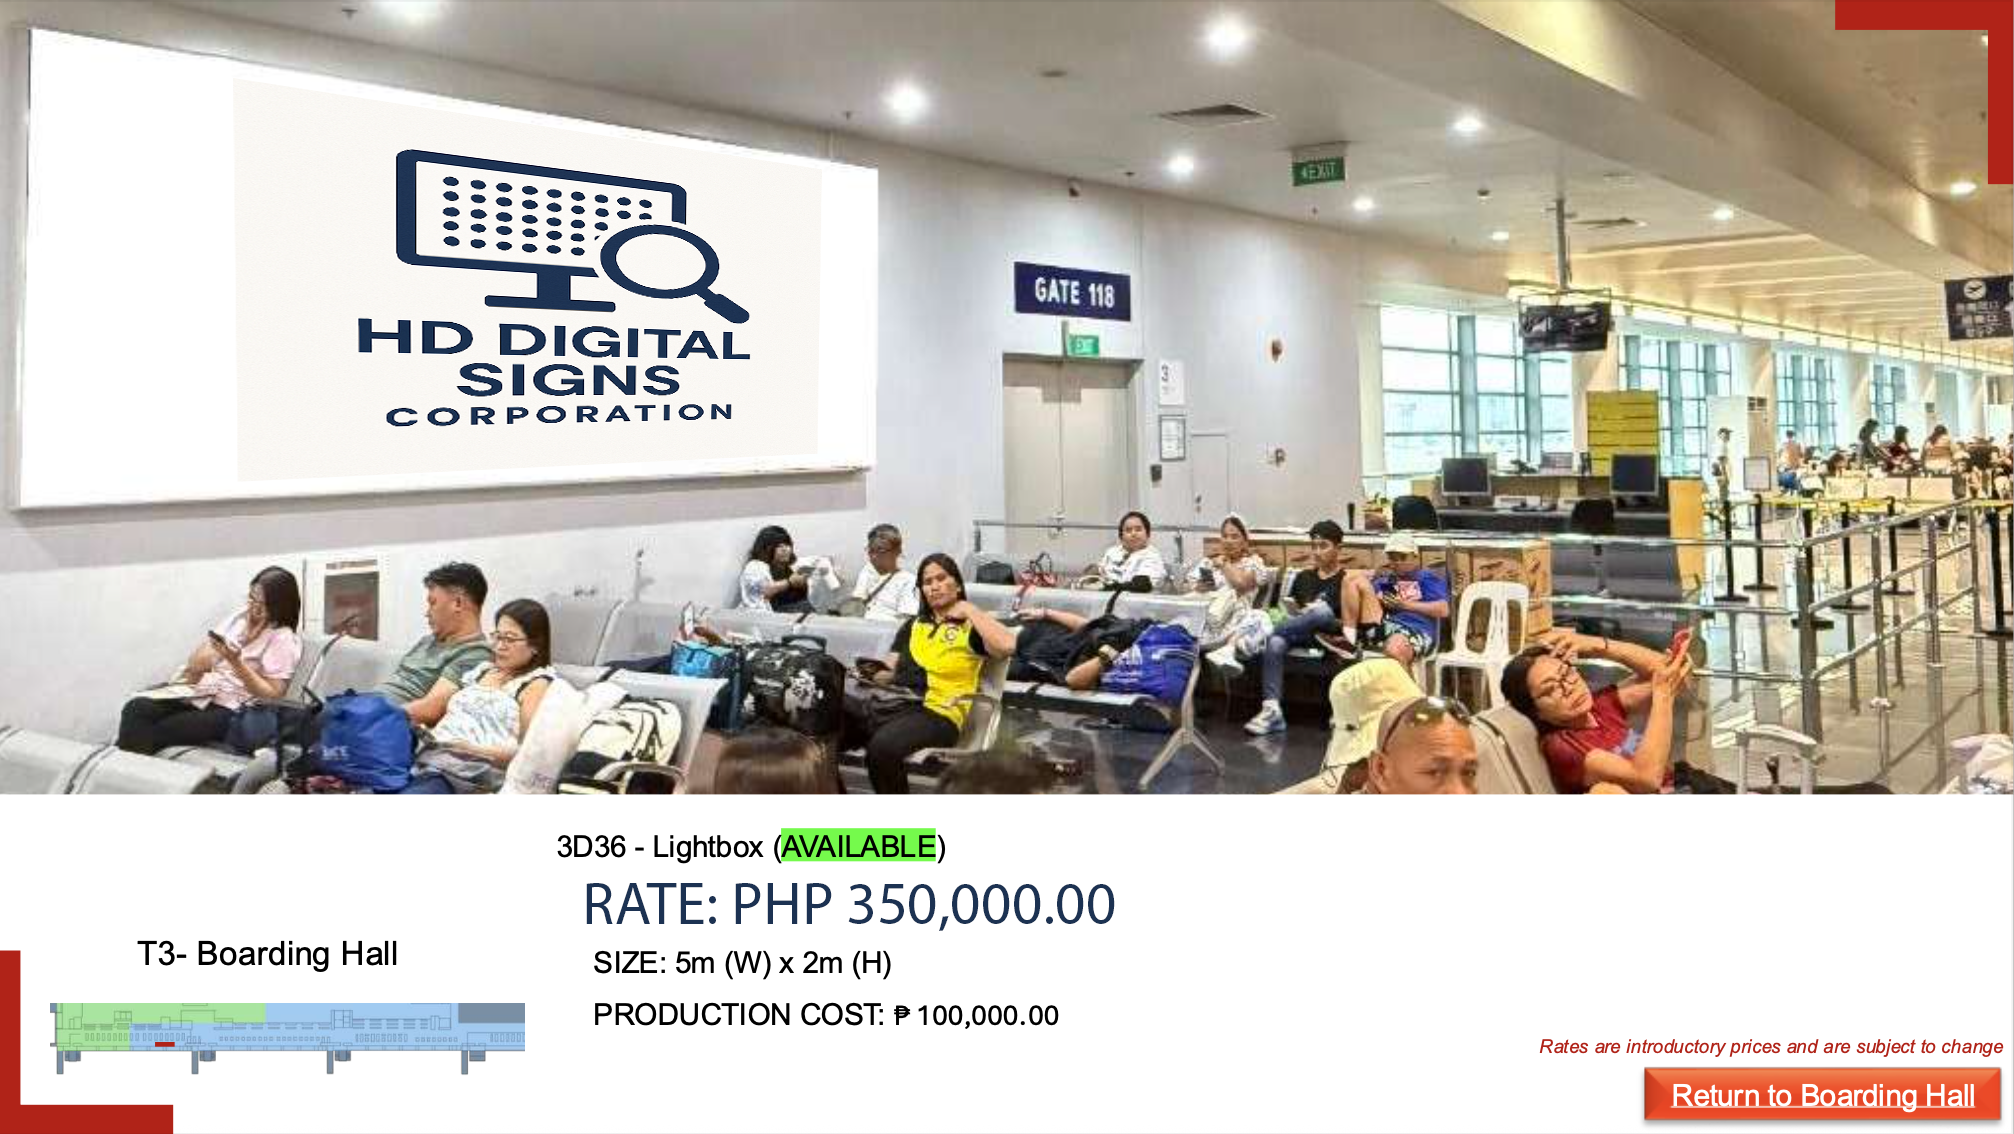 HD DIGITAL
SIGNS
CORPORATION
EXIT
GATE 118
EXIT
3
3D36 - Lightbox (AVAILABLE)
RATE: PHP 350,000.00
SIZE: 5m (W) x 2m (H)
PRODUCTION COST: ₱ 100,000.00
T3- Boarding Hall
Rates are introductory prices and are subject to change
Return to Boarding Hall